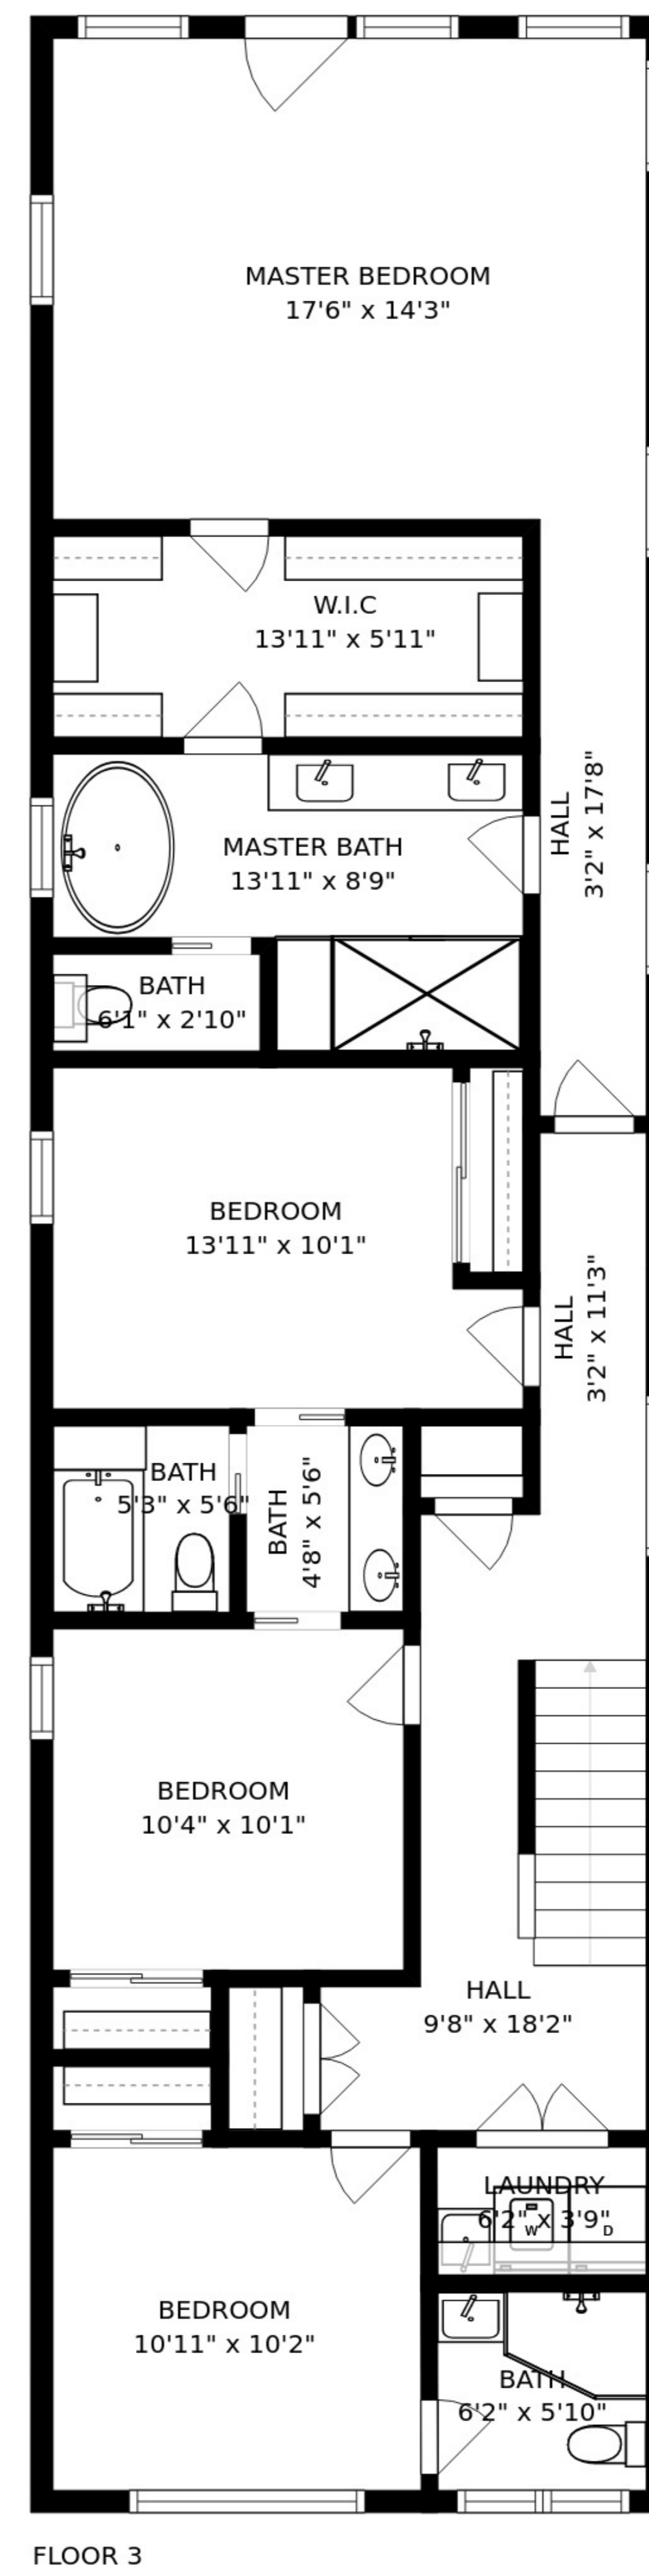 MASTER BEDROOM
17'6" x 14'3"
W.I.C
13'11" x 5'11"
HALL
3'2" x 17'8"
MASTER BATH
13'11" x 8'9"
BATH
6'1" x 2'10"
BEDROOM
13'11" x 10'1"
HALL
3'2" x 11'3"
BATH
5'3" x 5'6"
BATH
4'8" x 5'6"
BEDROOM
10'4" x 10'1"
HALL
9'8" x 18'2"
LAUNDRY
6'2" x 3'9"
W
D
BEDROOM
10'11" x 10'2"
BATH
6'2" x 5'10"
FLOOR 3